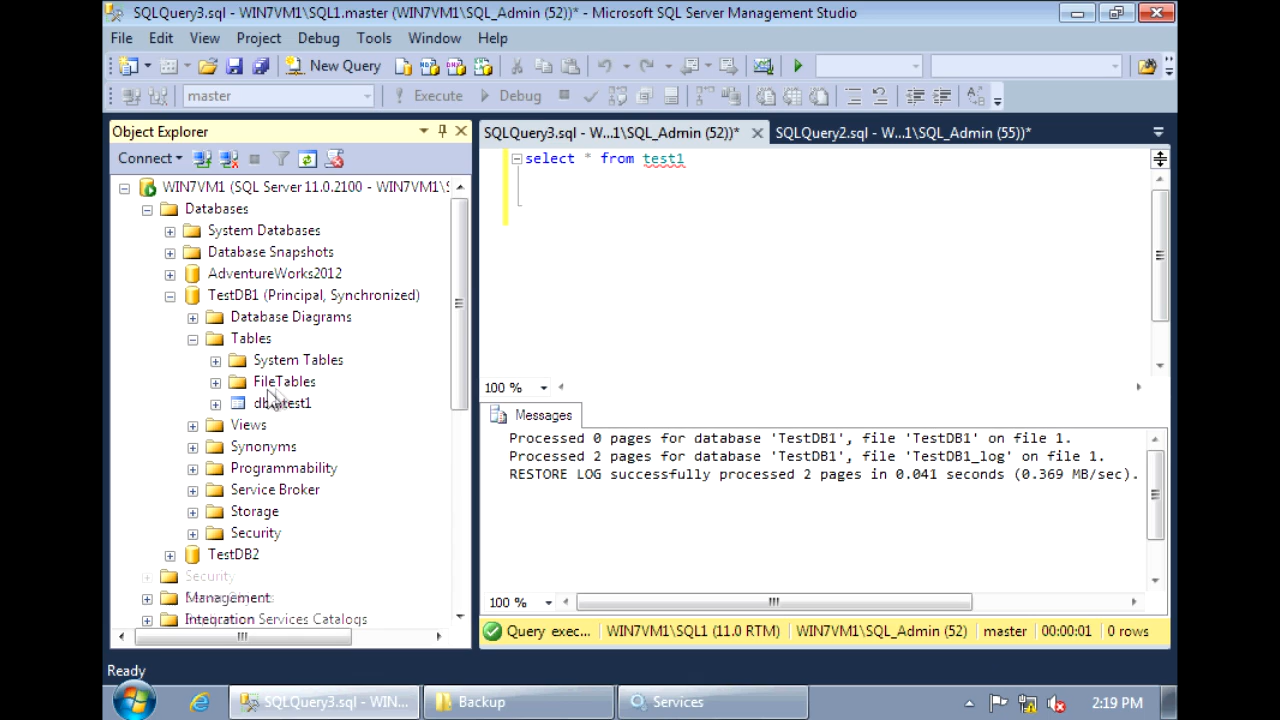 SQLQuery3.sql - WIN7VM1\SQL1.master (WIN7VM1\SQL_Admin (52))* - Microsoft SQL Server Management Studio
File Edit View Project Debug Tools Window Help
New Query
master Execute Debug
Object Explorer
SQLQuery3.sql - W...1\SQL_Admin (52))* SQLQuery2.sql - W...1\SQL_Admin (55))*
Connect
select * from test1
WIN7VM1 (SQL Server 11.0.2100 - WIN7VM1\S
Databases
System Databases
Database Snapshots
AdventureWorks2012
TestDB1 (Principal, Synchronized)
Database Diagrams
Tables
System Tables
FileTables
test1
Views
Synonyms
Programmability
Service Broker
Storage
Security
TestDB2
Security
Management
Integration Services Catalogs
100 %
Messages
Processed 0 pages for database 'TestDB1', file 'TestDB1' on file 1.
Processed 2 pages for database 'TestDB1', file 'TestDB1_log' on file 1.
RESTORE LOG successfully processed 2 pages in 0.041 seconds (0.369 MB/sec).
100 %
Query exec... WIN7VM1\SQL1 (11.0 RTM) WIN7VM1\SQL_Admin (52) master 00:00:01 0 rows
Ready
SQLQuery3.sql - WIN... Backup Services 2:19 PM